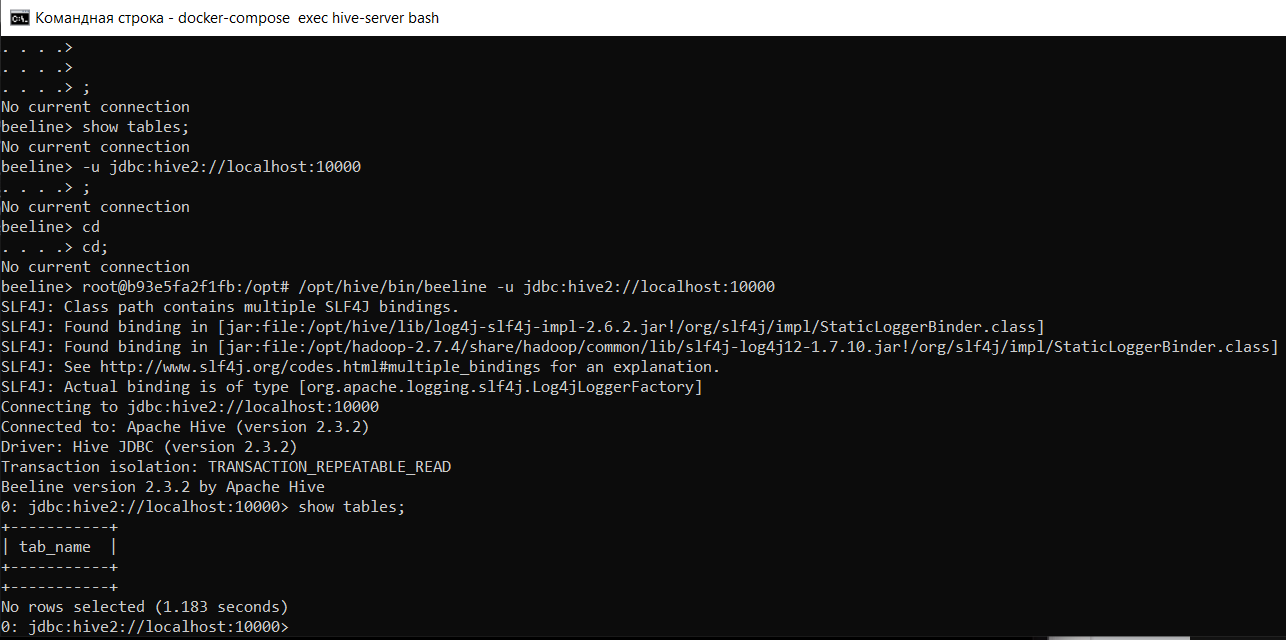 Командная строка - docker-compose  exec hive-server bash
. . . .>
. . . .>
. . . .> ;
No current connection
beeline> show tables;
No current connection
beeline> -u jdbc:hive2://localhost:10000
. . . .> ;
No current connection
beeline> cd
. . . .> cd;
No current connection
beeline> root@b93e5fa2f1fb:/opt# /opt/hive/bin/beeline -u jdbc:hive2://localhost:10000
SLF4J: Class path contains multiple SLF4J bindings.
SLF4J: Found binding in [jar:file:/opt/hive/lib/log4j-slf4j-impl-2.6.2.jar!/org/slf4j/impl/StaticLoggerBinder.class]
SLF4J: Found binding in [jar:file:/opt/hadoop-2.7.4/share/hadoop/common/lib/slf4j-log4j12-1.7.10.jar!/org/slf4j/impl/StaticLoggerBinder.class]
SLF4J: See http://www.slf4j.org/codes.html#multiple_bindings for an explanation.
SLF4J: Actual binding is of type [org.apache.logging.slf4j.Log4jLoggerFactory]
Connecting to jdbc:hive2://localhost:10000
Connected to: Apache Hive (version 2.3.2)
Driver: Hive JDBC (version 2.3.2)
Transaction isolation: TRANSACTION_REPEATABLE_READ
Beeline version 2.3.2 by Apache Hive
0: jdbc:hive2://localhost:10000> show tables;
+-----------+
| tab_name  |
+-----------+
+-----------+
No rows selected (1.183 seconds)
0: jdbc:hive2://localhost:10000>